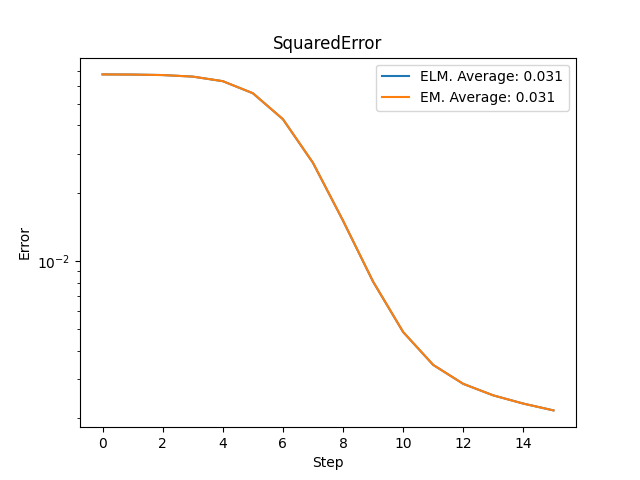 SquaredError
ELM. Average: 0.031
EM. Average: 0.031
Error
10⁻²
0 2 4 6 8 10 12 14
Step